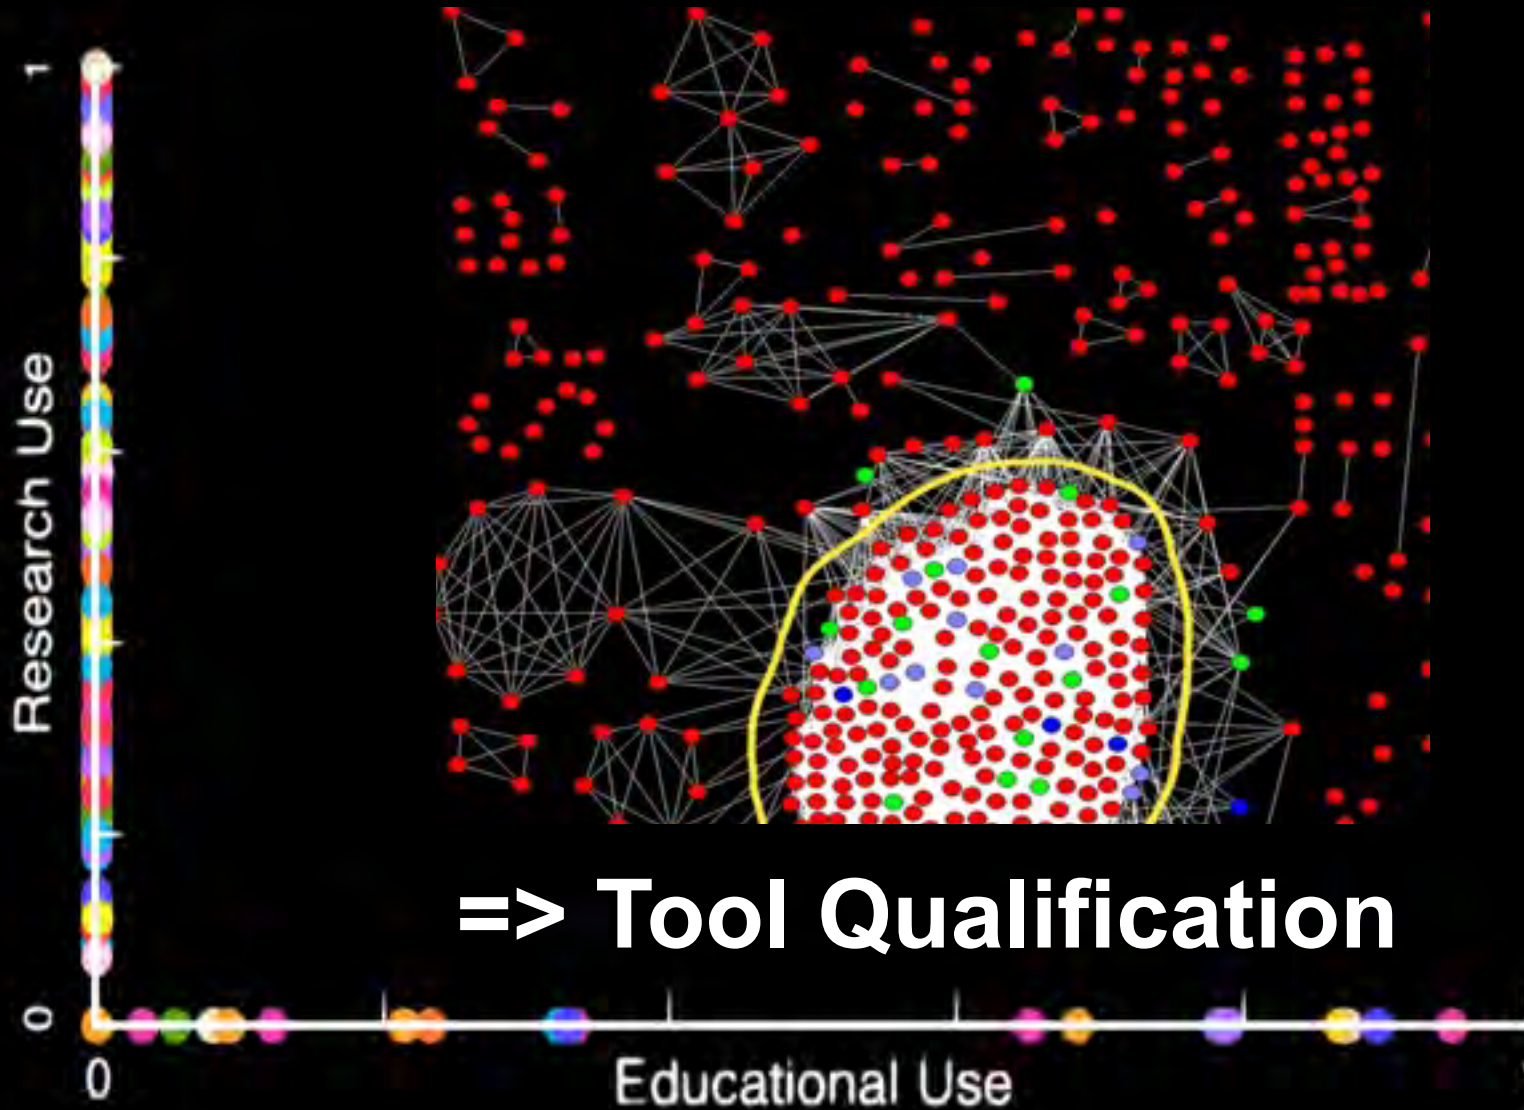 1
Research Use
0
=> Tool Qualification
0
Educational Use